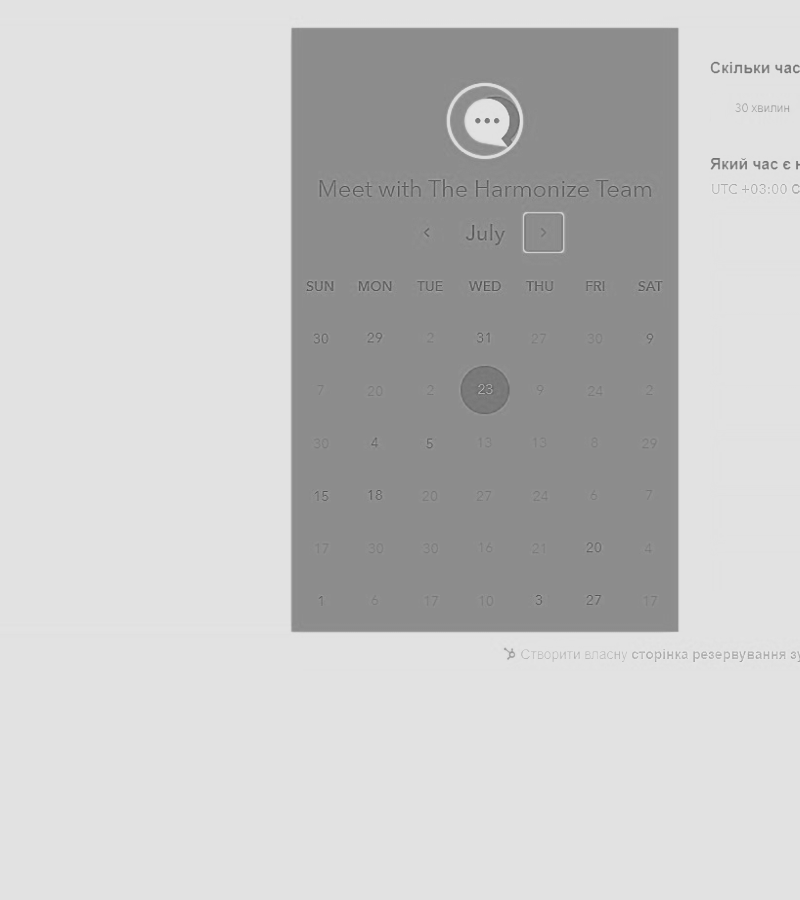 Meet with The Harmonize Team
July
SUN MON TUE WED THU FRI SAT
30 29 2 31 27 30 9
7 20 2 23 9 24 2
30 4 5 13 13 8 29
15 18 20 27 24 6 7
17 30 30 16 21 20 4
1 6 17 10 3 27 17
Скільки час
30 хвилин
Який час є н
UTC +03:00 С
Створити власну сторінка резервування зу